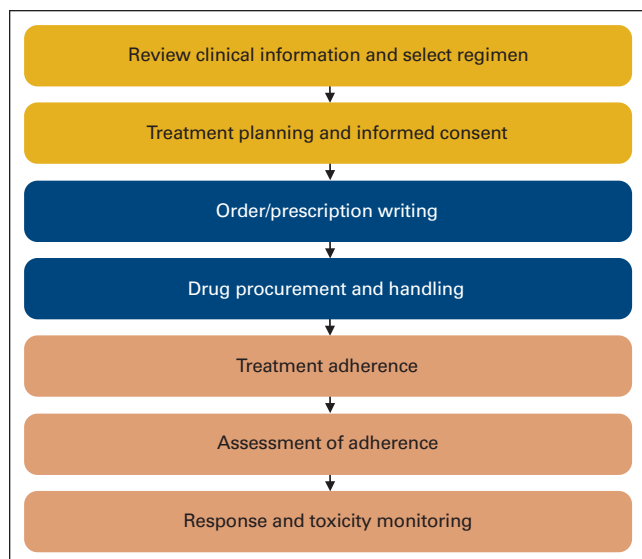 Review clinical information and select regimen
Treatment planning and informed consent
Order/prescription writing
Drug procurement and handling
Treatment adherence
Assessment of adherence
Response and toxicity monitoring